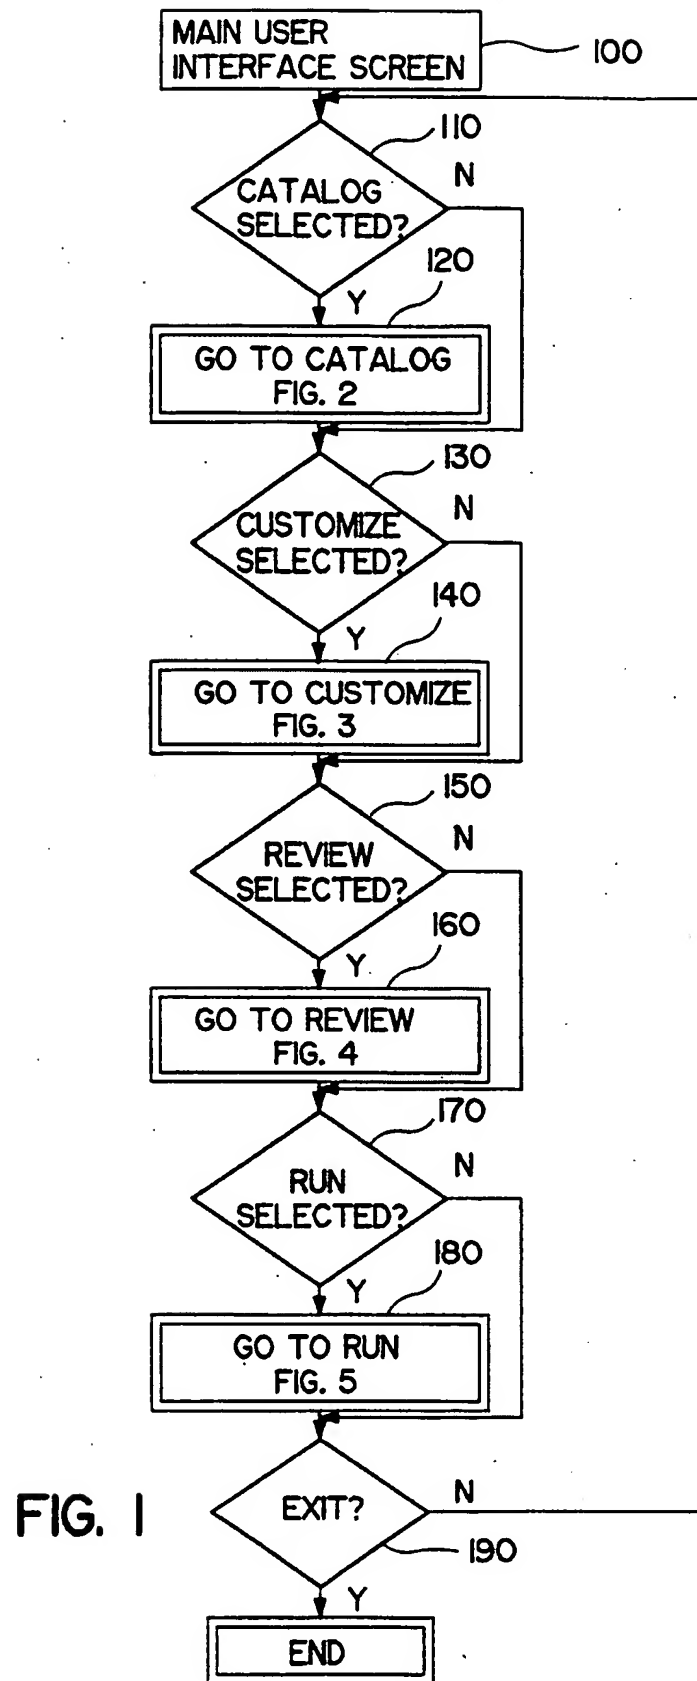 MAIN USER
INTERFACE SCREEN
100
110
N
CATALOG
SELECTED?
120
Y
GO TO CATALOG
FIG. 2
130
N
CUSTOMIZE
SELECTED?
140
Y
GO TO CUSTOMIZE
FIG. 3
150
N
REVIEW
SELECTED?
160
Y
GO TO REVIEW
FIG. 4
170
N
RUN
SELECTED?
180
Y
GO TO RUN
FIG. 5
N
EXIT?
FIG. 1
190
Y
END